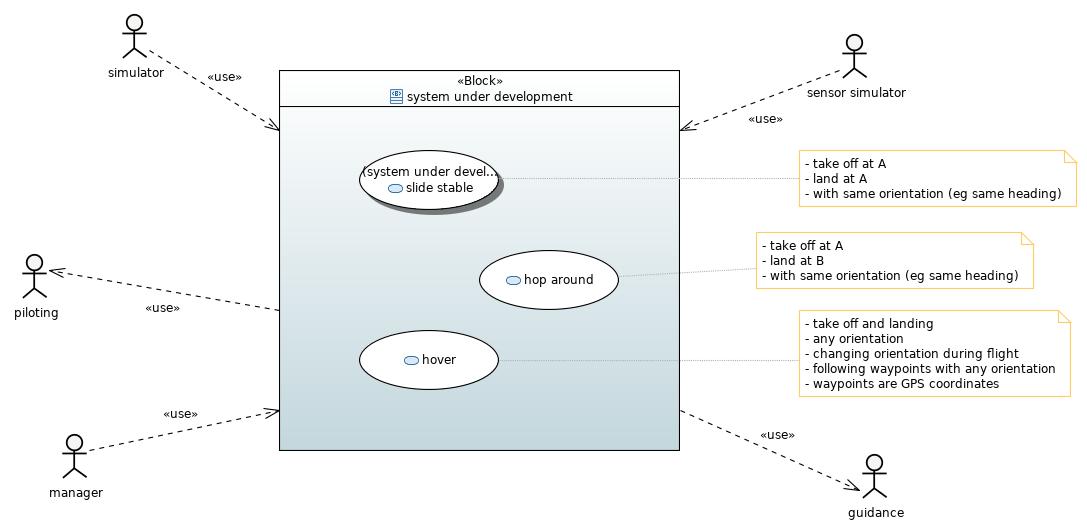 simulator
«use»
«Block»
system under development
sensor simulator
«use»
(system under devel...
slide stable
- take off at A
- land at A
- with same orientation (eg same heading)
hop around
- take off at A
- land at B
- with same orientation (eg same heading)
piloting
«use»
hover
- take off and landing
- any orientation
- changing orientation during flight
- following waypoints with any orientation
- waypoints are GPS coordinates
«use»
manager
«use»
guidance